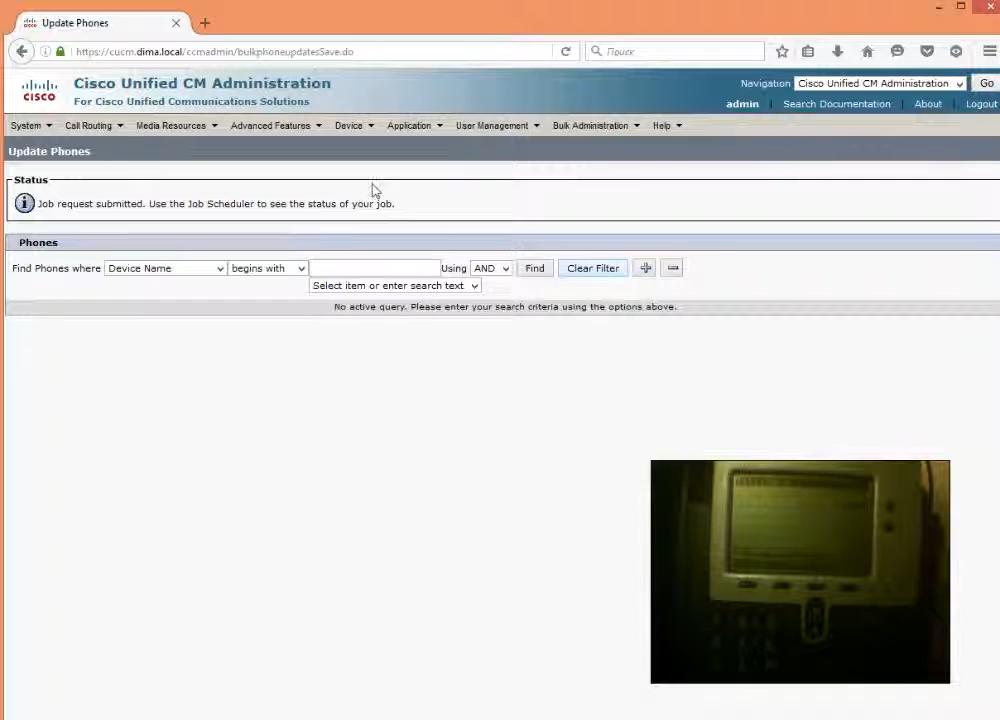 Update Phones
https://cucm.dima.local/ccmadmin/bulkphoneupdatesSave.do
Поиск
CISCO
Cisco Unified CM Administration
For Cisco Unified Communications Solutions
Navigation Cisco Unified CM Administration Go
admin Search Documentation About Logout
System Call Routing Media Resources Advanced Features Device Application User Management Bulk Administration Help
Update Phones
Status
Job request submitted. Use the Job Scheduler to see the status of your job.
Phones
Find Phones where Device Name begins with Using AND Find Clear Filter
Select item or enter search text
No active query. Please enter your search criteria using the options above.